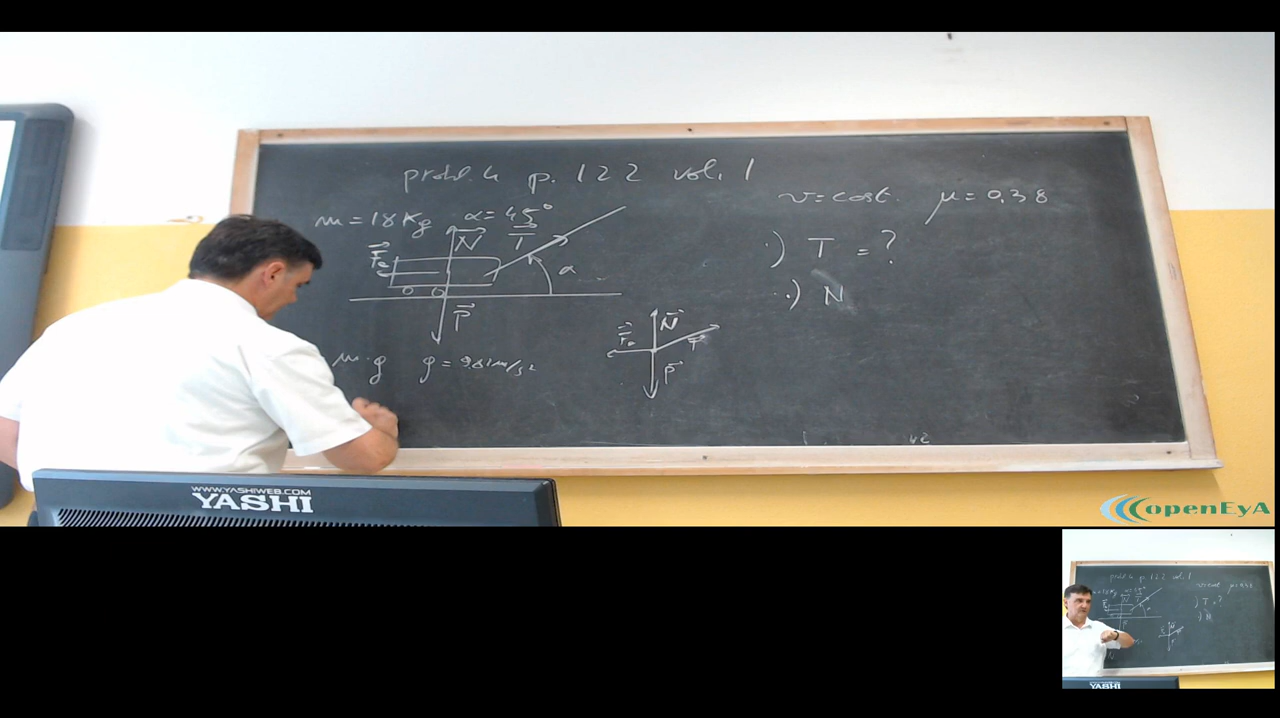 probl. 4 p. 122 vol. 1
m = 18 Kg α = 45°
v = cost. μ = 0.38
N T
Fa
α
P
·) T = ?
·) N
N
Fa T
P
m·g g = 9.81 m/s²
WWW.YASHIWEB.COM
YASHI
openEyA